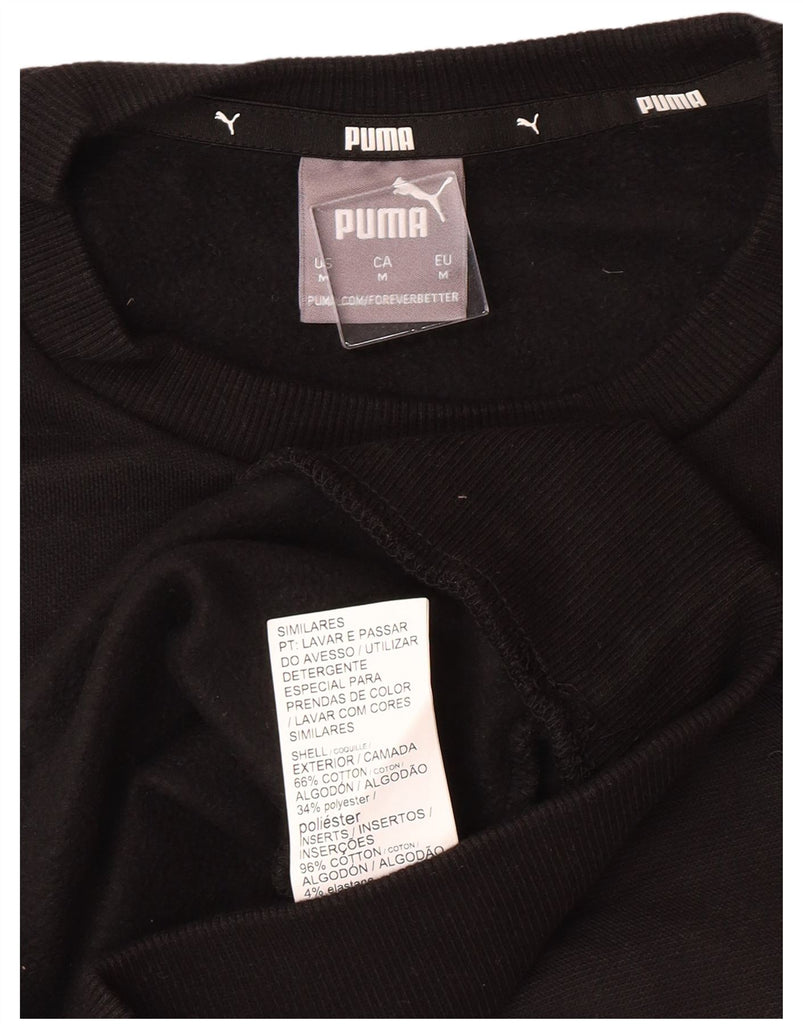 PUMA
PUMA
PUMA
US CA EU
M M M
PUMA.COM/FOREVERBETTER
SIMILARES
PT: LAVAR E PASSAR
DO AVESSO / UTILIZAR
DETERGENTE
ESPECIAL PARA
PRENDAS DE COLOR
/ LAVAR COM CORES
SIMILARES
SHELL / COQUILLE /
EXTERIOR / CAMADA
66% COTTON / COTON /
ALGODÓN / ALGODÃO
34% polyester /
poliéster
INSERTS / INSERTOS /
INSERÇÕES
96% COTTON / COTON /
ALGODÓN / ALGODÃO
4% elastane